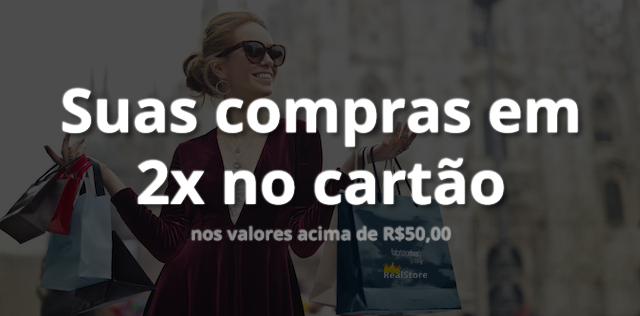 Suas compras em
2x no cartão
nos valores acima de R$50,00
RealStore